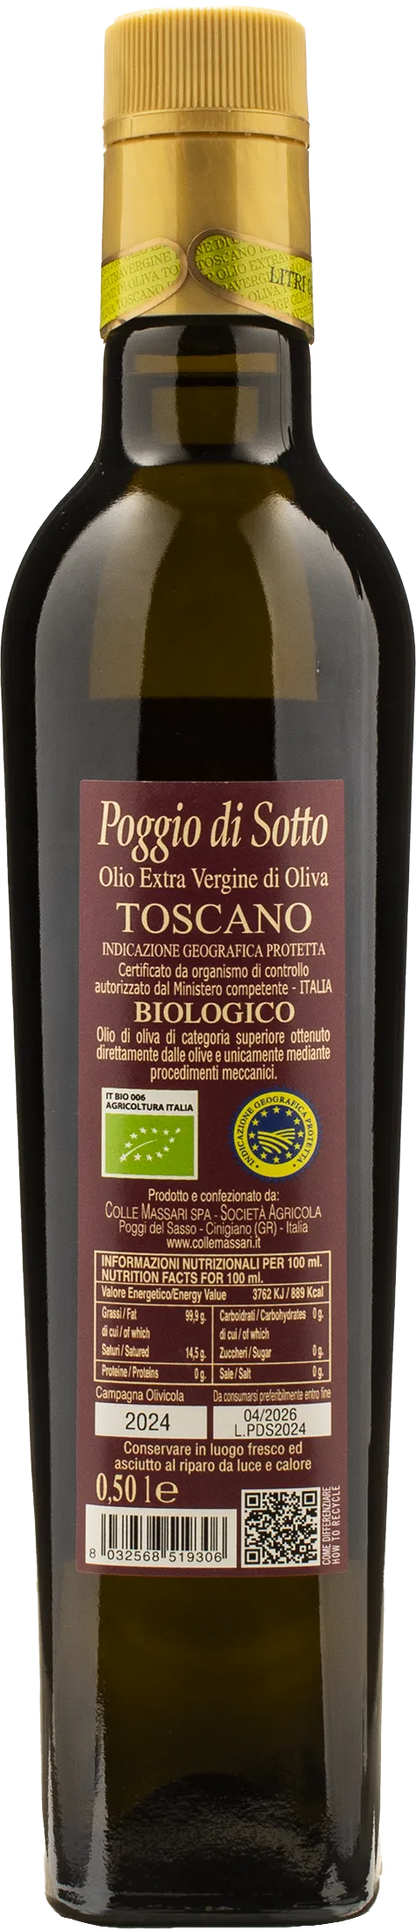 LITRI
Poggio di Sotto
Olio Extra Vergine di Oliva
TOSCANO
INDICAZIONE GEOGRAFICA PROTETTA
Certificato da organismo di controllo
autorizzato dal Ministero competente - ITALIA
BIOLOGICO
Olio di oliva di categoria superiore ottenuto
direttamente dalle olive e unicamente mediante
procedimenti meccanici.
IT BIO 006
AGRICOLTURA ITALIA
INDICAZIONE GEOGRAFICA PROTETTA
Prodotto e confezionato da:
COLLE MASSARI SPA - SOCIETÀ AGRICOLA
Poggi del Sasso - Cinigiano (GR) - Italia
www.collemassari.it
INFORMAZIONI NUTRIZIONALI PER 100 ml.
NUTRITION FACTS FOR 100 ml.
Valore Energetico/Energy Value 3762 KJ / 889 Kcal
Grassi / Fat 99,9 g. Carboidrati / Carbohydrates 0 g.
di cui / of which di cui / of which
Saturi / Satured 14,5 g. Zuccheri / Sugar 0 g.
Proteine / Proteins 0 g. Sale / Salt 0 g.
Campagna Olivicola Da consumarsi preferibilmente entro fine
2024 04/2026
L.PDS2024
Conservare in luogo fresco ed
asciutto al riparo da luce e calore
0,50 l e
COME DIFFERENZIARE
HOW TO RECYCLE
8 032568 519306